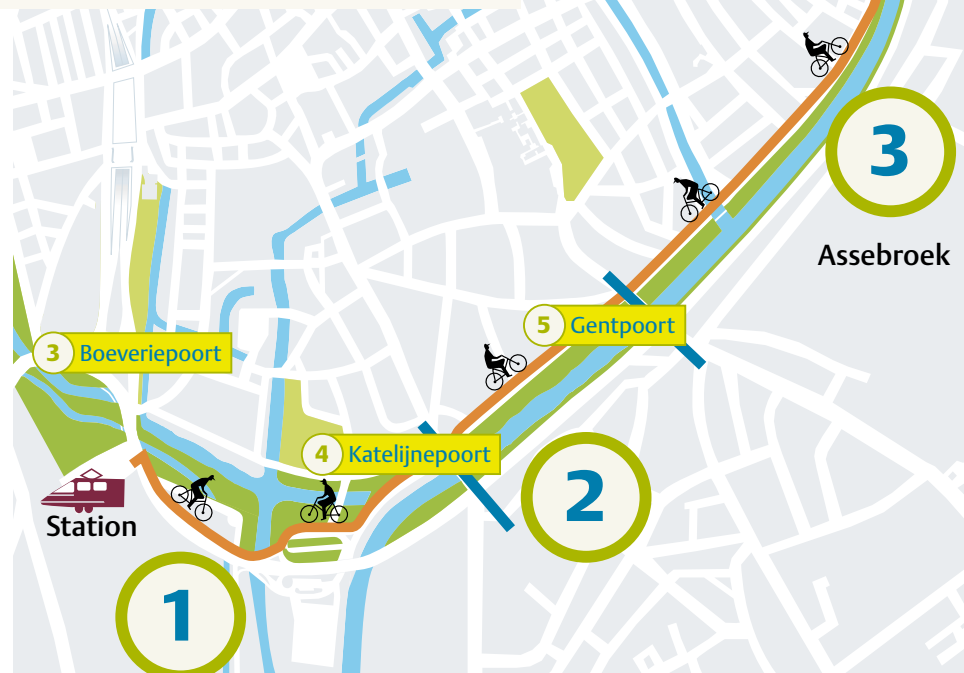 3
Assebroek
5 Gentpoort
3 Boeveriepoort
4 Katelijnepoort
2
Station
1